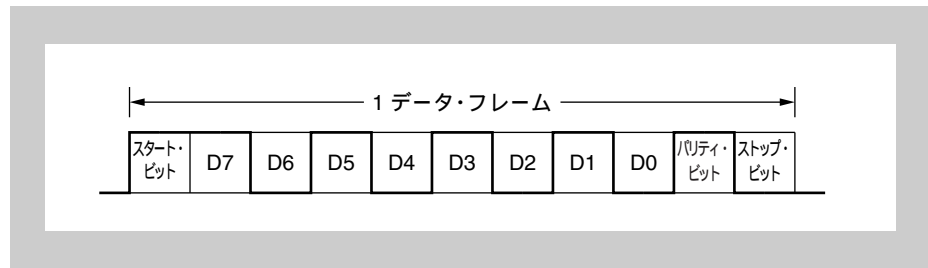 1 データ・フレーム
スタート・
ビット
D7
D6
D5
D4
D3
D2
D1
D0
パリティ・
ビット
ストップ・
ビット